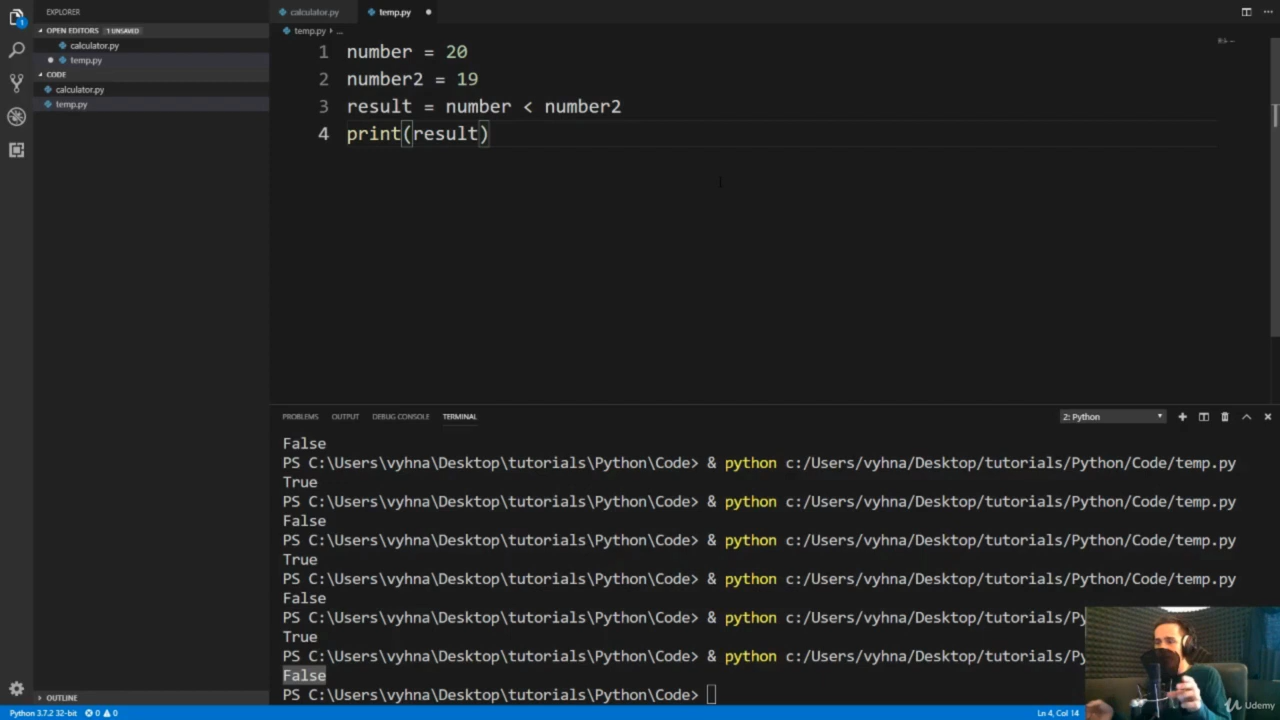 EXPLORER
OPEN EDITORS 1 UNSAVED
calculator.py
temp.py
CODE
calculator.py
temp.py
OUTLINE
calculator.py temp.py
temp.py › ...
1 number = 20
2 number2 = 19
3 result = number < number2
4 print(result)
PROBLEMS OUTPUT DEBUG CONSOLE TERMINAL 2: Python
False
PS C:\Users\vyhna\Desktop\tutorials\Python\Code> & python c:/Users/vyhna/Desktop/tutorials/Python/Code/temp.py
True
PS C:\Users\vyhna\Desktop\tutorials\Python\Code> & python c:/Users/vyhna/Desktop/tutorials/Python/Code/temp.py
False
PS C:\Users\vyhna\Desktop\tutorials\Python\Code> & python c:/Users/vyhna/Desktop/tutorials/Python/Code/temp.py
True
PS C:\Users\vyhna\Desktop\tutorials\Python\Code> & python c:/Users/vyhna/Desktop/tutorials/Python/Code/temp.py
False
PS C:\Users\vyhna\Desktop\tutorials\Python\Code> & python c:/Users/vyhna/Desktop/tutorials/Py
True
PS C:\Users\vyhna\Desktop\tutorials\Python\Code> & python c:/Users/vyhna/Desktop/tutorials/Py
False
PS C:\Users\vyhna\Desktop\tutorials\Python\Code>
Udemy
Python 3.7.2 32-bit 0 0 Ln 4, Col 14